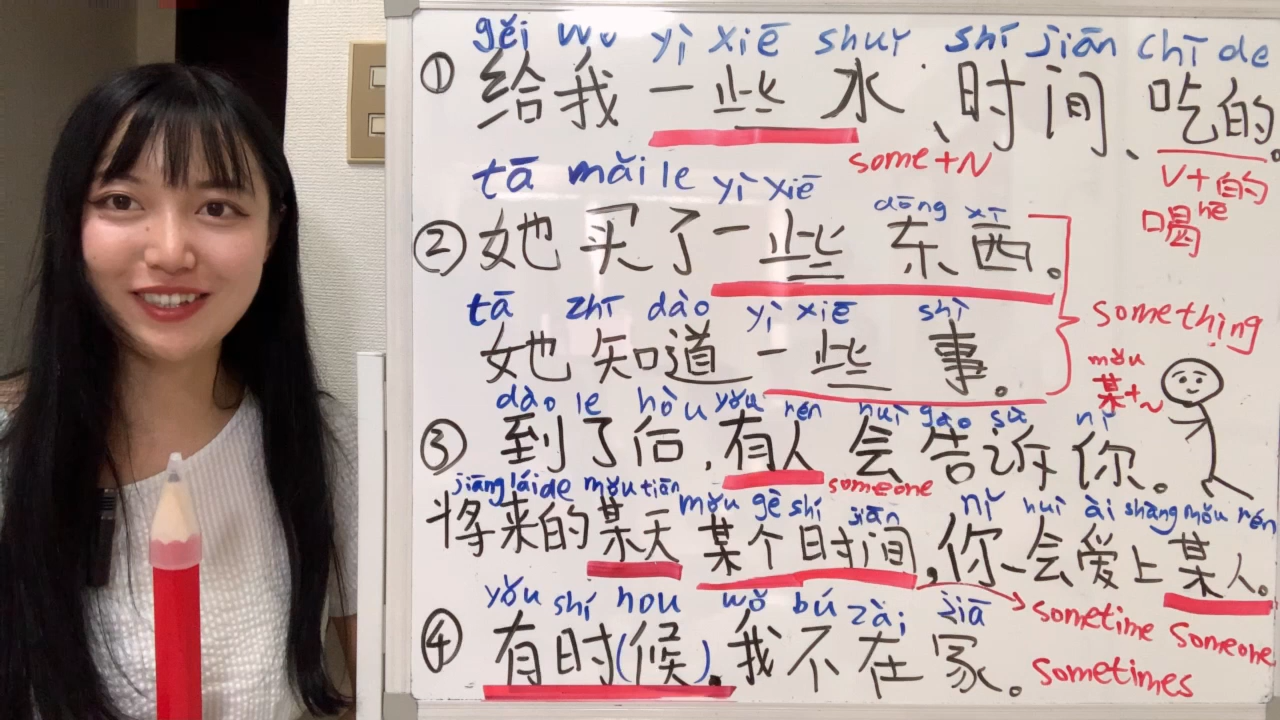 gěi wǒ yì xiē shuǐ shí jiān chī de
① 给我一些水、时间、吃的。
some+N
V+的
喝 hē
tā mǎi le yì xiē dōng xī
② 她买了一些东西。
tā zhī dào yì xiē shì
她知道一些事。
something
mǒu
某+N
dào le hòu yǒu rén huì gào sù nǐ
③ 到了后,有人会告诉你。
someone
jiāng lái de mǒu tiān mǒu gè shí jiān nǐ huì ài shàng mǒu rén
将来的某天某个时间,你会爱上某人。
sometime someone
yǒu shí hou wǒ bú zài jiā
④ 有时(候),我不在家。
sometimes